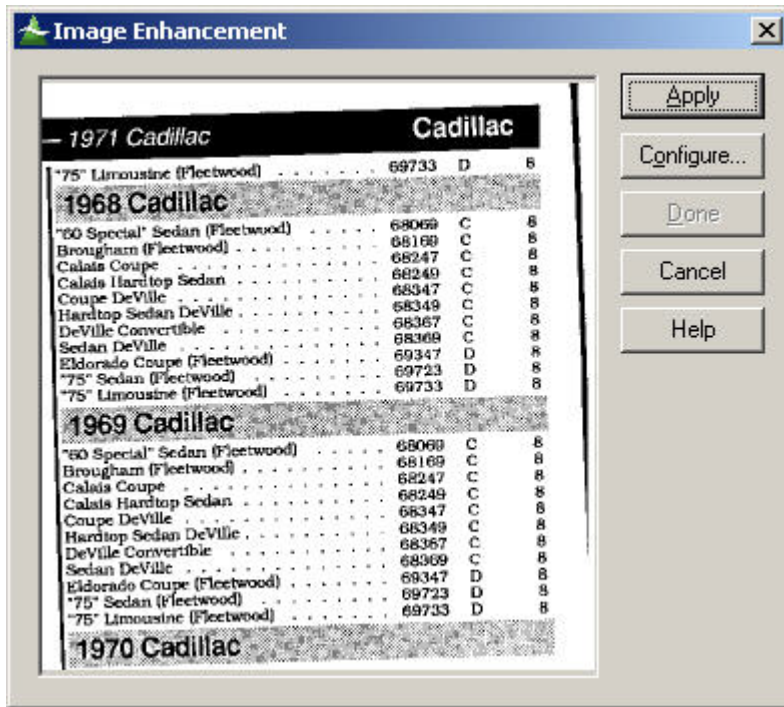 Image Enhancement
— 1971 Cadillac Cadillac
"75" Limousine (Fleetwood) . . . . . . . 69733 D 8
1968 Cadillac
"60 Special" Sedan (Fleetwood) . . . . . . 68069 C 8
Brougham (Fleetwood) . . . . . . . . . . 68169 C 8
Calais Coupe . . . . . . . . . . . . . 68247 C 8
Calais Hardtop Sedan . . . . . . . . . . 68249 C 8
Coupe DeVille . . . . . . . . . . . . . 68347 C 8
Hardtop Sedan DeVille . . . . . . . . . 68349 C 8
DeVille Convertible . . . . . . . . . . . 68367 C 8
Sedan DeVille . . . . . . . . . . . . . 68369 C 8
Eldorado Coupe (Fleetwood) . . . . . . . 69347 D 8
"75" Sedan (Fleetwood) . . . . . . . . . 69723 D 8
"75" Limousine (Fleetwood) . . . . . . . 69733 D 8
1969 Cadillac
"60 Special" Sedan (Fleetwood) . . . . . . 68069 C 8
Brougham (Fleetwood) . . . . . . . . . . 68169 C 8
Calais Coupe . . . . . . . . . . . . . 68247 C 8
Calais Hardtop Sedan . . . . . . . . . . 68249 C 8
Coupe DeVille . . . . . . . . . . . . . 68347 C 8
Hardtop Sedan DeVille . . . . . . . . . 68349 C 8
DeVille Convertible . . . . . . . . . . . 68367 C 8
Sedan DeVille . . . . . . . . . . . . . 68369 C 8
Eldorado Coupe (Fleetwood) . . . . . . . 69347 D 8
"75" Sedan (Fleetwood) . . . . . . . . . 69723 D 8
"75" Limousine (Fleetwood) . . . . . . . 69733 D 8
1970 Cadillac
Apply
Configure...
Done
Cancel
Help